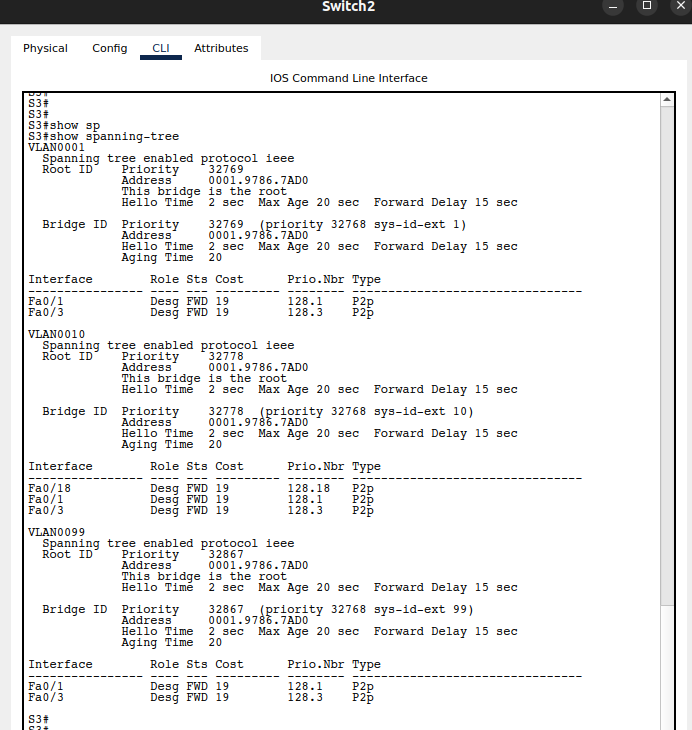 Switch2
Physical Config CLI Attributes
IOS Command Line Interface
S3#
S3#
S3#
S3#show sp
S3#show spanning-tree
VLAN0001
  Spanning tree enabled protocol ieee
  Root ID    Priority    32769
             Address     0001.9786.7AD0
             This bridge is the root
             Hello Time  2 sec  Max Age 20 sec  Forward Delay 15 sec

  Bridge ID  Priority    32769  (priority 32768 sys-id-ext 1)
             Address     0001.9786.7AD0
             Hello Time  2 sec  Max Age 20 sec  Forward Delay 15 sec
             Aging Time  20

Interface        Role Sts Cost      Prio.Nbr Type
---------------- ---- --- --------- -------- --------------------------------
Fa0/1            Desg FWD 19        128.1    P2p
Fa0/3            Desg FWD 19        128.3    P2p

VLAN0010
  Spanning tree enabled protocol ieee
  Root ID    Priority    32778
             Address     0001.9786.7AD0
             This bridge is the root
             Hello Time  2 sec  Max Age 20 sec  Forward Delay 15 sec

  Bridge ID  Priority    32778  (priority 32768 sys-id-ext 10)
             Address     0001.9786.7AD0
             Hello Time  2 sec  Max Age 20 sec  Forward Delay 15 sec
             Aging Time  20

Interface        Role Sts Cost      Prio.Nbr Type
---------------- ---- --- --------- -------- --------------------------------
Fa0/18           Desg FWD 19        128.18   P2p
Fa0/1            Desg FWD 19        128.1    P2p
Fa0/3            Desg FWD 19        128.3    P2p

VLAN0099
  Spanning tree enabled protocol ieee
  Root ID    Priority    32867
             Address     0001.9786.7AD0
             This bridge is the root
             Hello Time  2 sec  Max Age 20 sec  Forward Delay 15 sec

  Bridge ID  Priority    32867  (priority 32768 sys-id-ext 99)
             Address     0001.9786.7AD0
             Hello Time  2 sec  Max Age 20 sec  Forward Delay 15 sec
             Aging Time  20

Interface        Role Sts Cost      Prio.Nbr Type
---------------- ---- --- --------- -------- --------------------------------
Fa0/1            Desg FWD 19        128.1    P2p
Fa0/3            Desg FWD 19        128.3    P2p

S3#
S3#